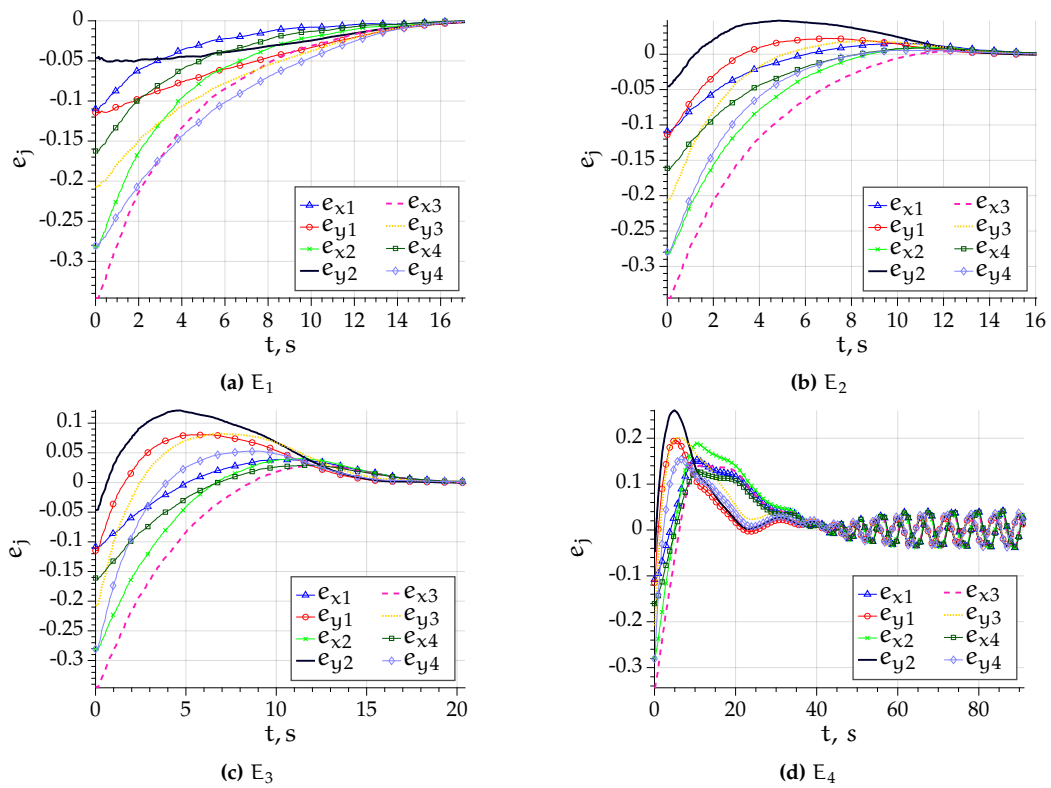 0
-0.05
-0.1
-0.15
-0.2
-0.25
-0.3
e_j
0 2 4 6 8 10 12 14 16
t, s
e_x1 e_x3
e_y1 e_y3
e_x2 e_x4
e_y2 e_y4
(a) E_1
0
-0.05
-0.1
-0.15
-0.2
-0.25
-0.3
e_j
0 2 4 6 8 10 12 14 16
t, s
e_x1 e_x3
e_y1 e_y3
e_x2 e_x4
e_y2 e_y4
(b) E_2
0.1
0.05
0
-0.05
-0.1
-0.15
-0.2
-0.25
-0.3
e_j
0 5 10 15 20
t, s
e_x1 e_x3
e_y1 e_y3
e_x2 e_x4
e_y2 e_y4
(c) E_3
0.2
0.1
0
-0.1
-0.2
-0.3
e_j
0 20 40 60 80
t, s
e_x1 e_x3
e_y1 e_y3
e_x2 e_x4
e_y2 e_y4
(d) E_4